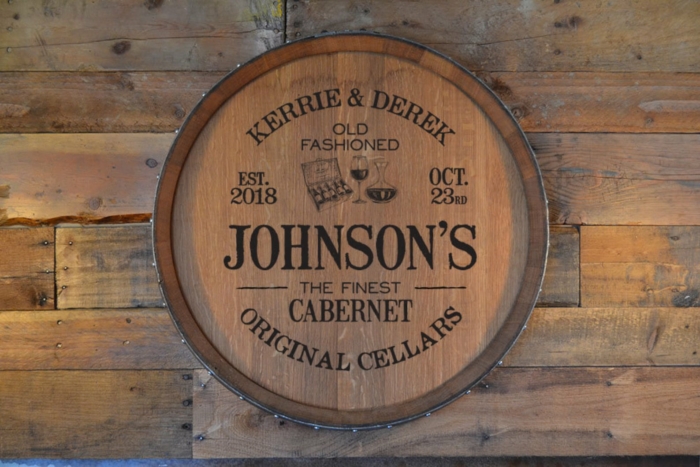 KERRIE & DEREK
OLD
FASHIONED
EST.
2018
OCT.
23RD
JOHNSON'S
THE FINEST
CABERNET
ORIGINAL CELLARS